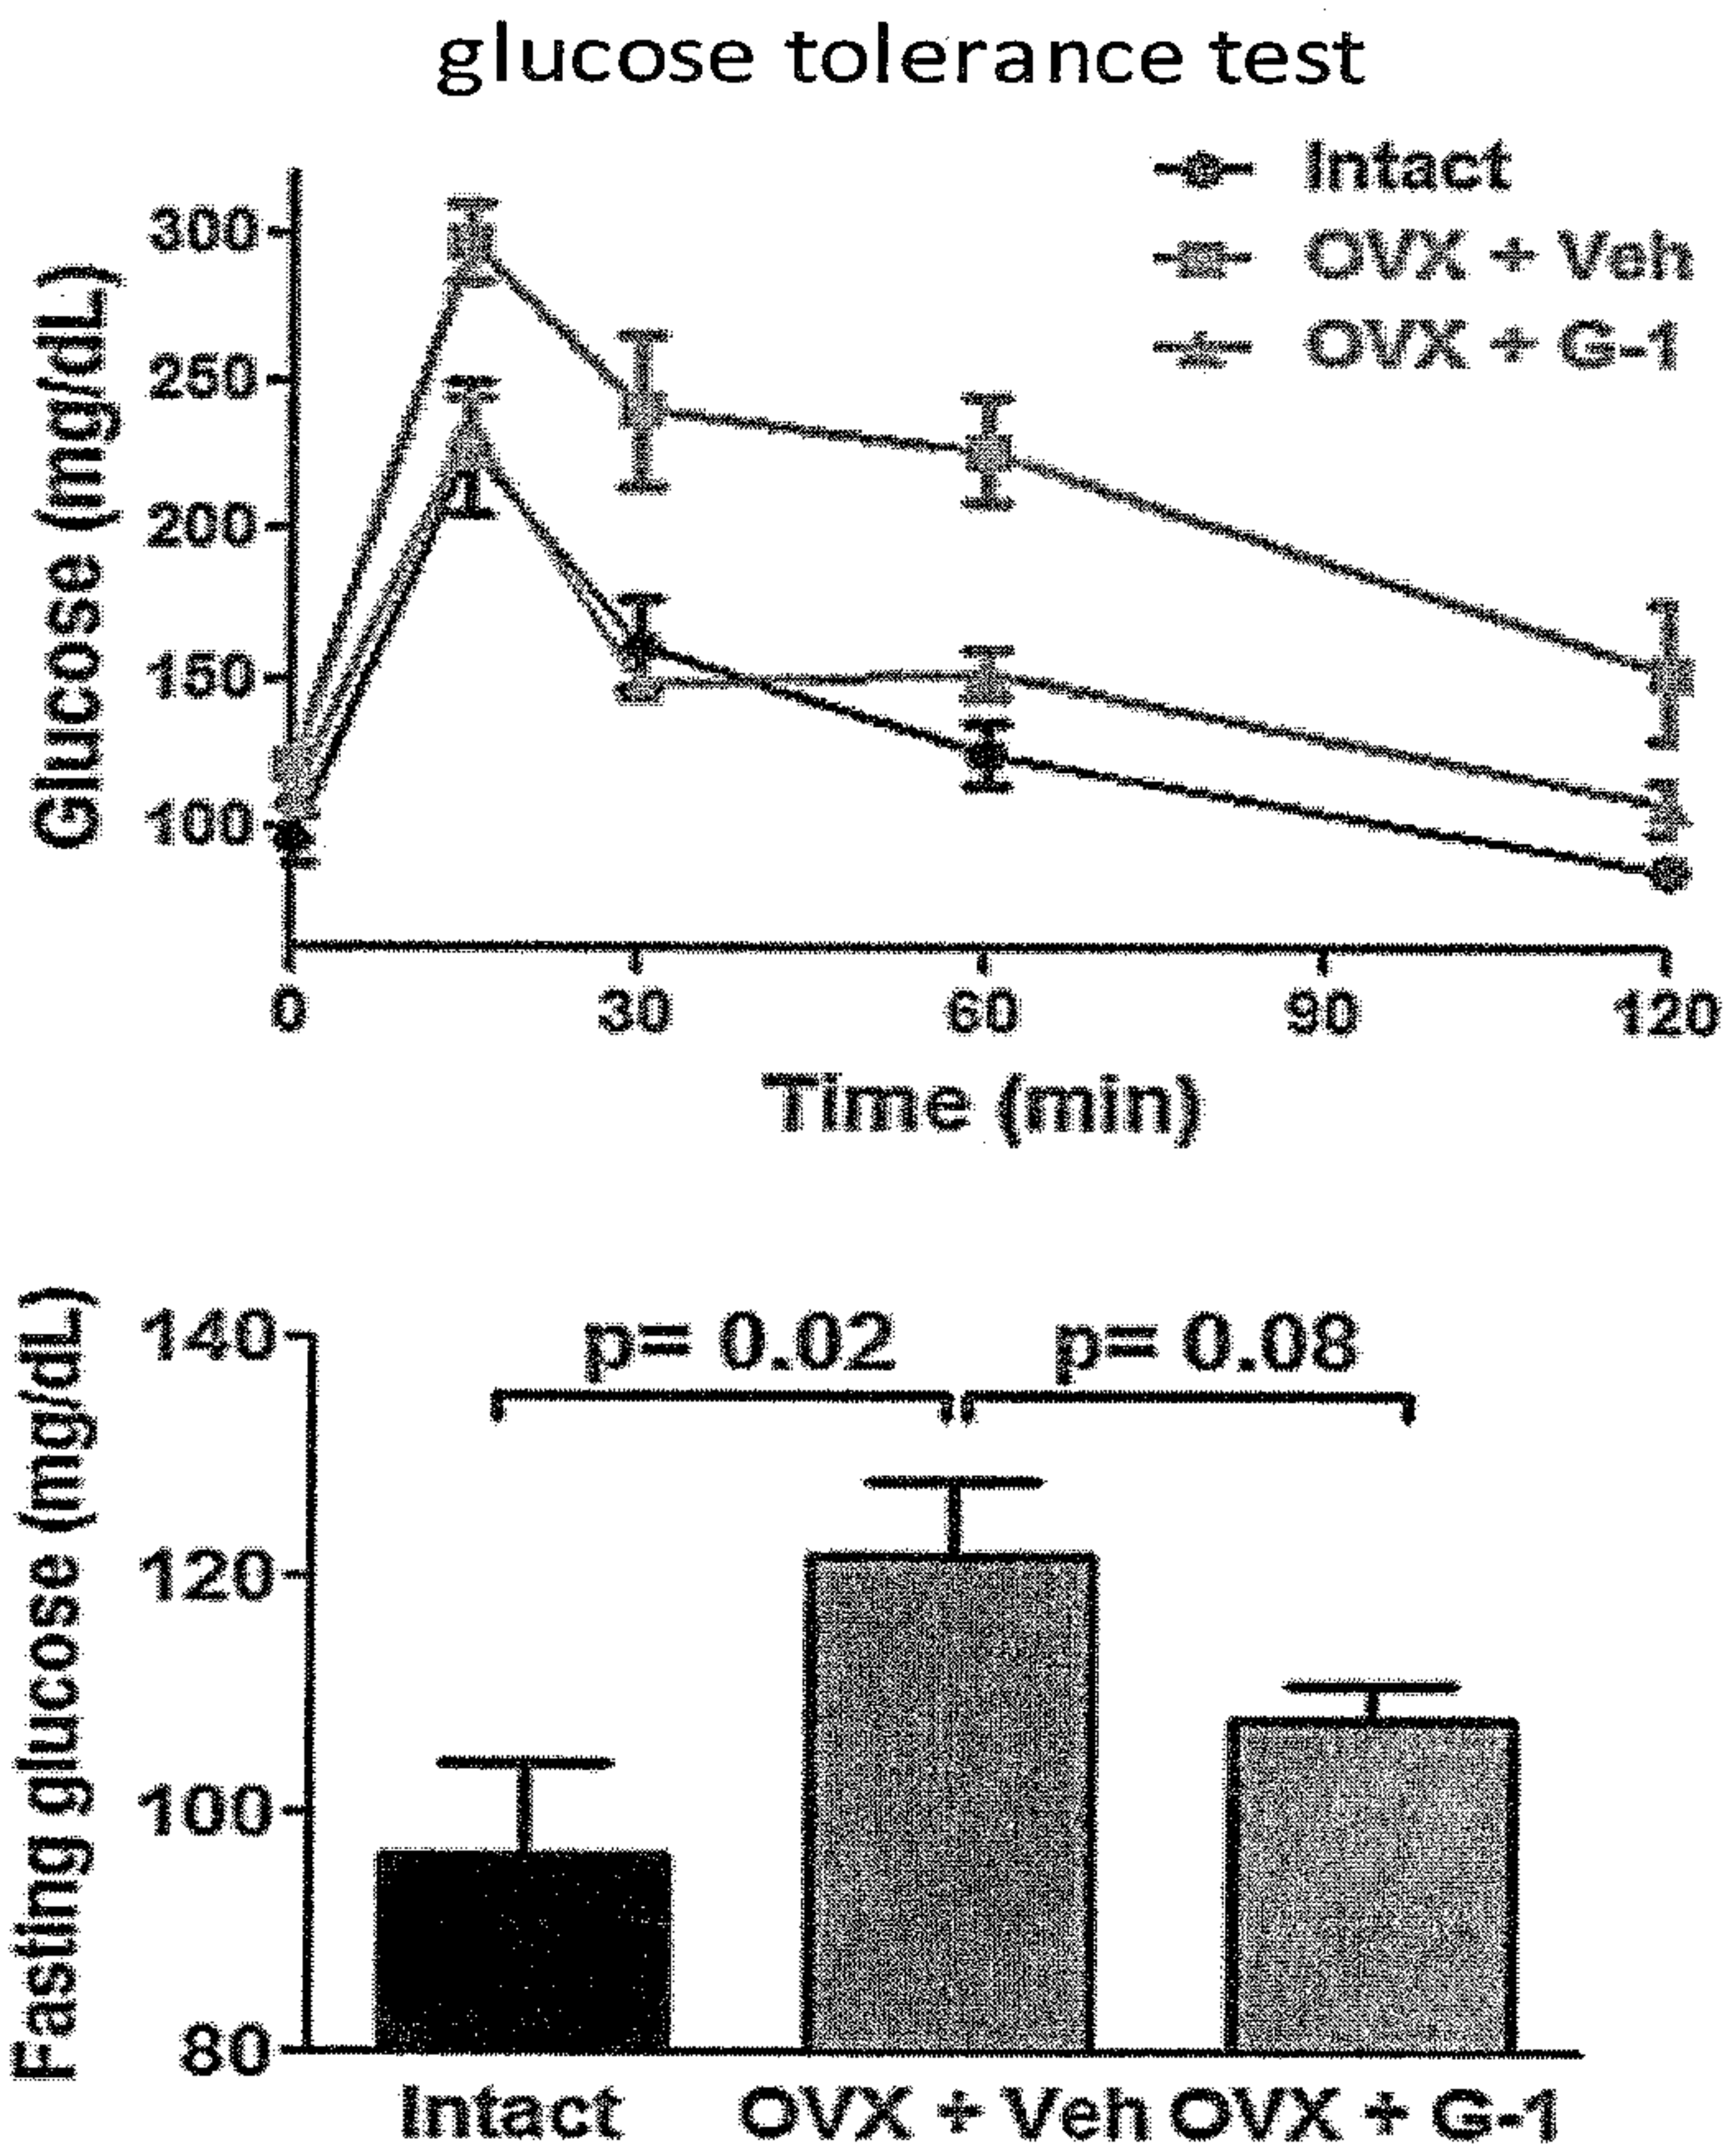 glucose tolerance test
Intact
OVX + Veh
OVX + G-1
Glucose (mg/dL)
300
250
200
150
100
0 30 60 90 120
Time (min)
Fasting glucose (mg/dL)
p= 0.02 p= 0.08
140
120
100
80
Intact OVX + Veh OVX + G-1